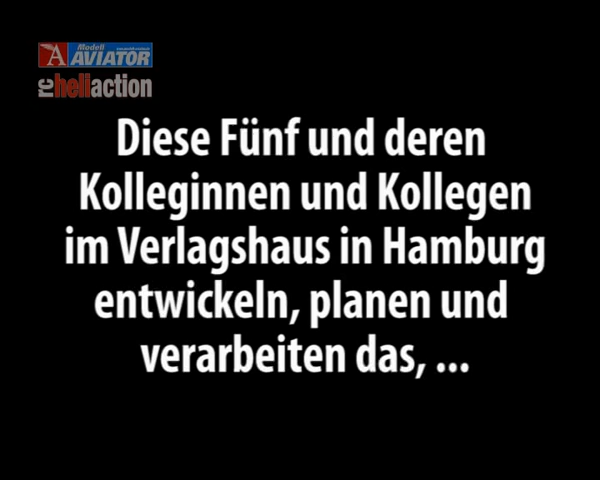 Modell
AVIATOR
rc heliaction
Diese Fünf und deren
Kolleginnen und Kollegen
im Verlagshaus in Hamburg
entwickeln, planen und
verarbeiten das, ...